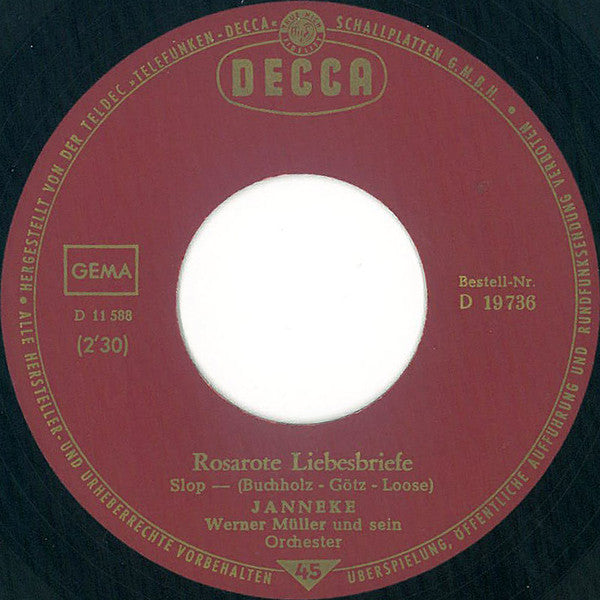 DECCA
• HERGESTELLT VON DER TELDEC »TELEFUNKEN-DECCA« SCHALLPLATTEN G.M.B.H. •
GEMA
D 11 588
(2'30)
Bestell-Nr.
D 19 736
Rosarote Liebesbriefe
Slop — (Buchholz - Götz - Loose)
JANNEKE
Werner Müller und sein
Orchester
ALLE HERSTELLER- UND URHEBERRECHTE VORBEHALTEN
45
ÜBERSPIELUNG, ÖFFENTLICHE AUFFÜHRUNG UND RUNDFUNKSENDUNG VERBOTEN